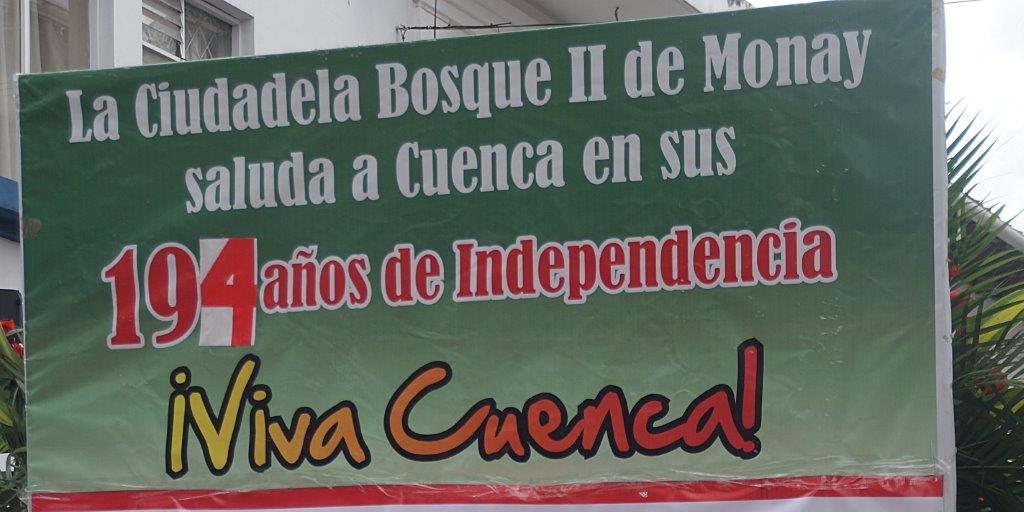 La Ciudadela Bosque II de Monay
saluda a Cuenca en sus
194 años de Independencia
¡Viva Cuenca!